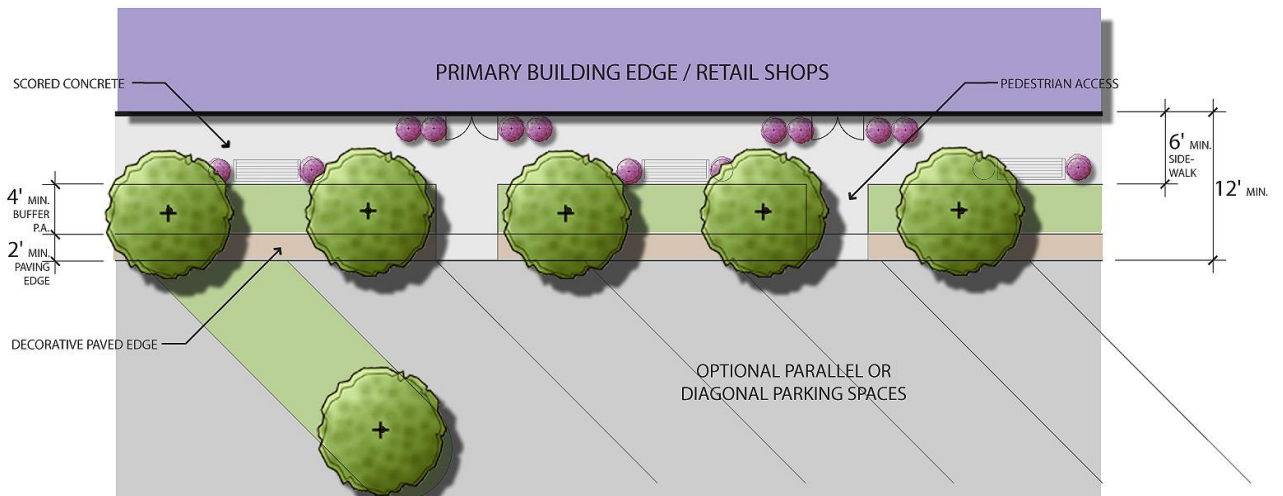 PRIMARY BUILDING EDGE / RETAIL SHOPS
SCORED CONCRETE
PEDESTRIAN ACCESS
6' MIN.
SIDE-
WALK
12' MIN.
4' MIN.
BUFFER
P.A.
2' MIN.
PAVING
EDGE
DECORATIVE PAVED EDGE
OPTIONAL PARALLEL OR
DIAGONAL PARKING SPACES